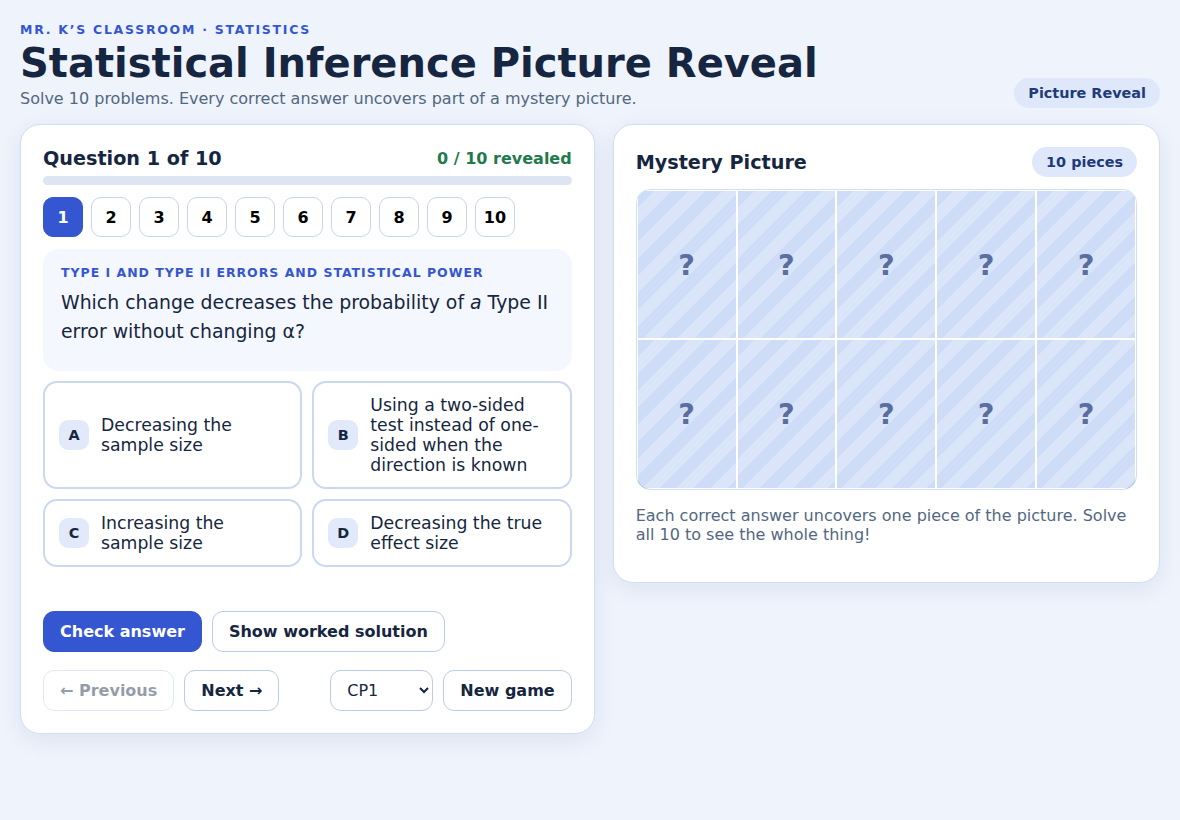 MR. K’S CLASSROOM · STATISTICS
Statistical Inference Picture Reveal
Solve 10 problems. Every correct answer uncovers part of a mystery picture.
Picture Reveal
Question 1 of 10
0 / 10 revealed
1 2 3 4 5 6 7 8 9 10
TYPE I AND TYPE II ERRORS AND STATISTICAL POWER
Which change decreases the probability of a Type II
error without changing α?
A
Decreasing the
sample size
B
Using a two-sided
test instead of one-
sided when the
direction is known
C
Increasing the
sample size
D
Decreasing the true
effect size
Check answer
Show worked solution
← Previous
Next →
CP1
New game
Mystery Picture
10 pieces
? ? ? ? ?
? ? ? ? ?
Each correct answer uncovers one piece of the picture. Solve
all 10 to see the whole thing!